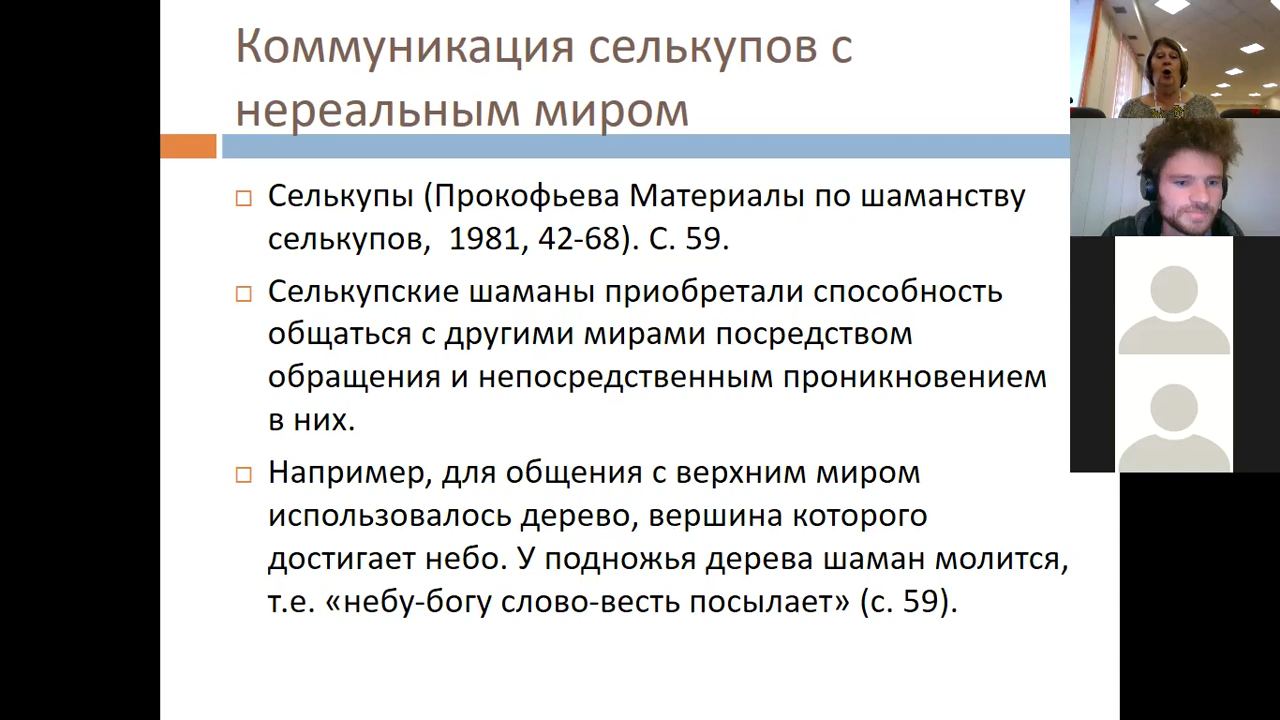 Коммуникация селькупов с
нереальным миром
Селькупы (Прокофьева Материалы по шаманству
селькупов,  1981, 42-68). С. 59.
Селькупские шаманы приобретали способность
общаться с другими мирами посредством
обращения и непосредственным проникновением
в них.
Например, для общения с верхним миром
использовалось дерево, вершина которого
достигает небо. У подножья дерева шаман молится,
т.е. «небу-богу слово-весть посылает» (с. 59).